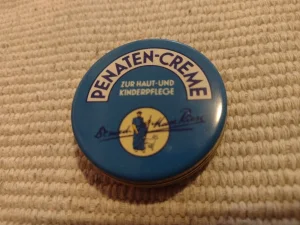 PENATEN-CREME
ZUR HAUT- UND
KINDERPFLEGE